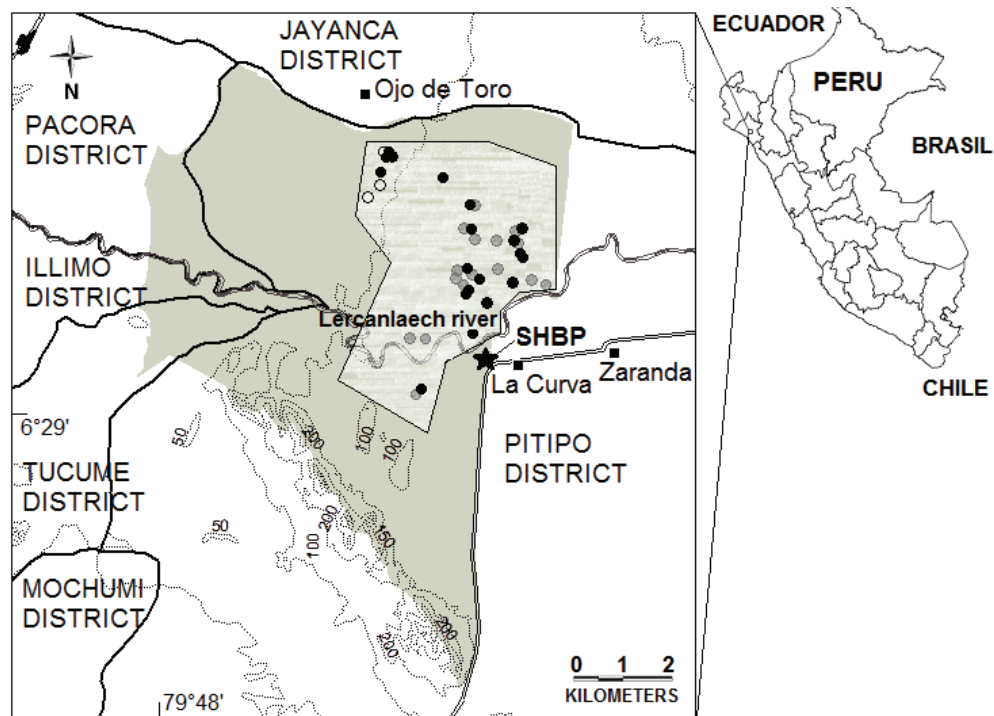 JAYANCA
DISTRICT
Ojo de Toro
N
PACORA
DISTRICT
ILLIMO
DISTRICT
Lercanlaech river
SHBP
La Curva
Zaranda
6°29'
50
200
100
100
PITIPO
DISTRICT
TUCUME
DISTRICT
50
200
100
150
MOCHUMI
DISTRICT
200
200
79°48'
0 1 2
KILOMETERS
ECUADOR
PERU
BRASIL
CHILE